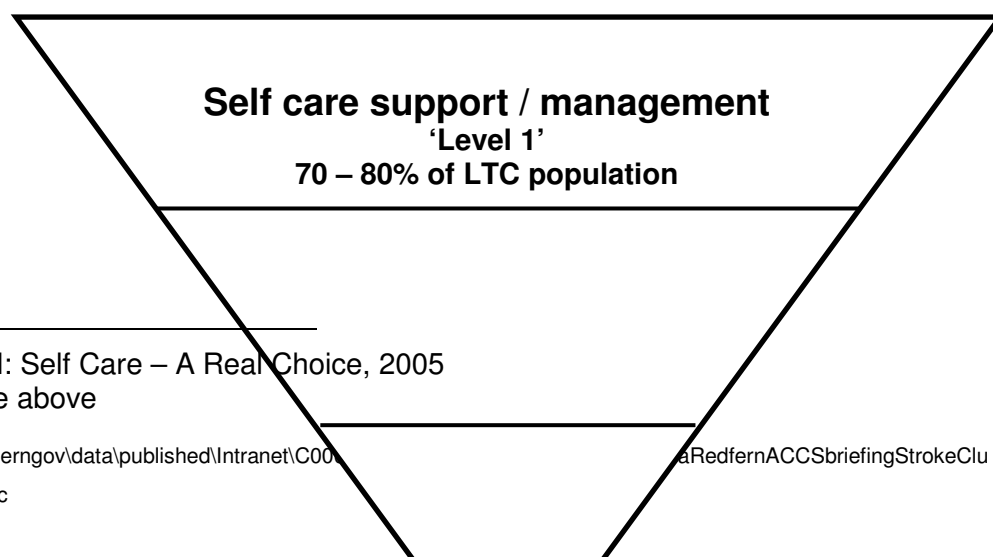 Self care support / management
‘Level 1’
70 – 80% of LTC population
: Self Care – A Real Choice, 2005
e above
erngov\data\published\Intranet\C00 aRedfernACCSbriefingStrokeClu
c